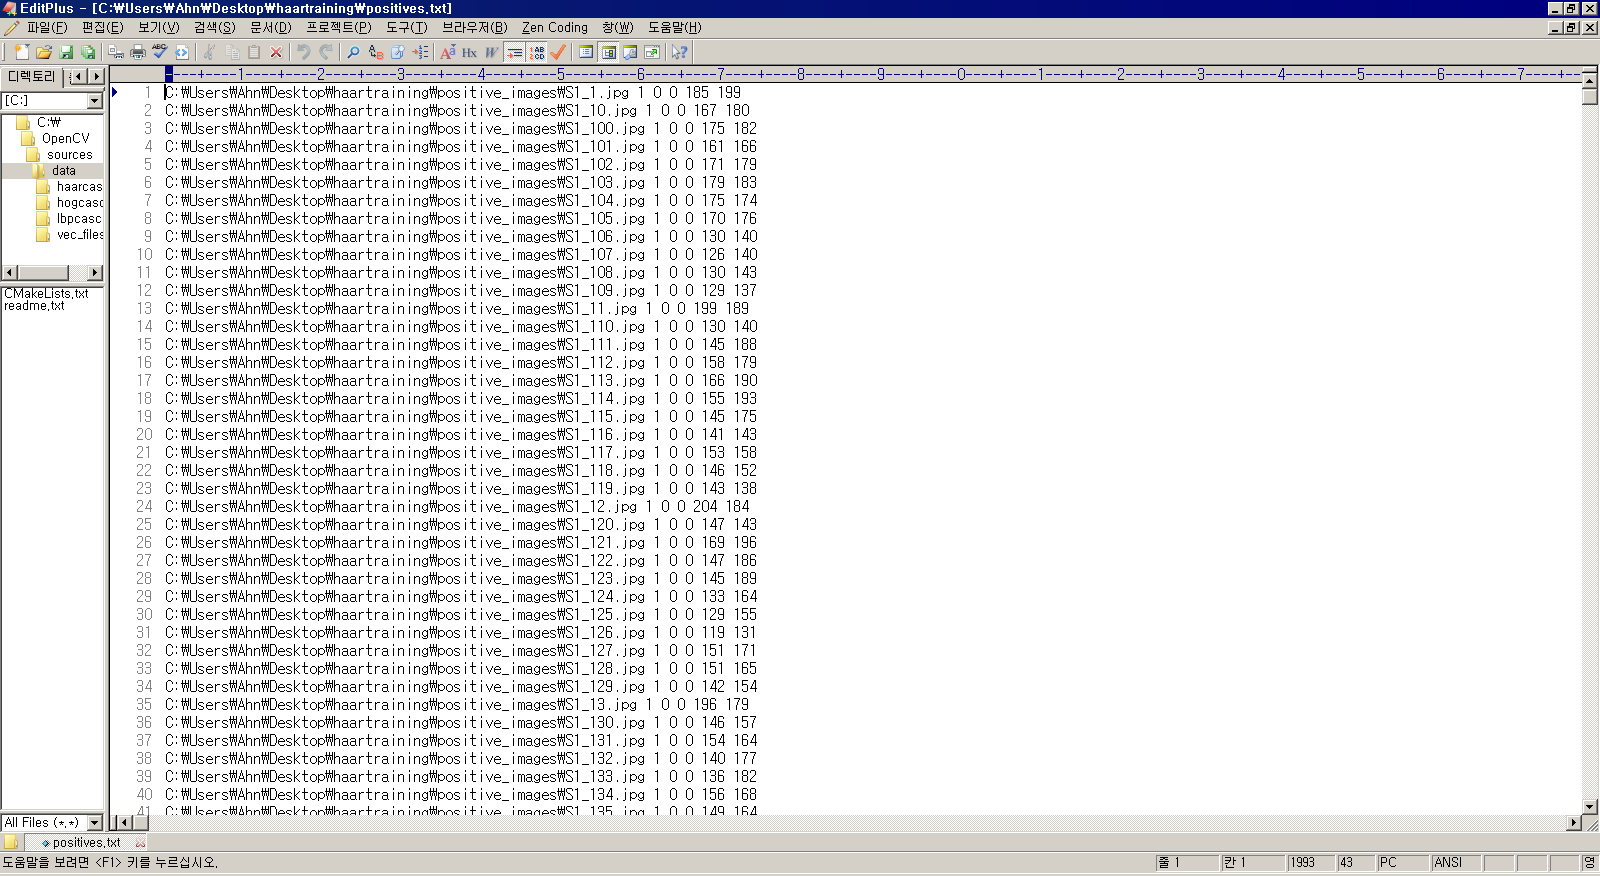 EditPlus - [C:₩Users₩Ahn₩Desktop₩haartraining₩positives.txt]
파일(F) 편집(E) 보기(V) 검색(S) 문서(D) 프로젝트(P) 도구(T) 브라우저(B) Zen Coding 창(W) 도움말(H)
디렉토리
[C:]
C:₩
OpenCV
sources
data
haarcas
hogcasc
lbpcasc
vec_files
CMakeLists.txt
readme.txt
All Files (*.*)
----+----1----+----2----+----3----+----4----+----5----+----6----+----7----+----8----+----9----+----0----+----1----+----2----+----3----+----4----+----5----+----6----+----7----+--
1 C:₩Users₩Ahn₩Desktop₩haartraining₩positive_images₩S1_1.jpg 1 0 0 185 199
2 C:₩Users₩Ahn₩Desktop₩haartraining₩positive_images₩S1_10.jpg 1 0 0 167 180
3 C:₩Users₩Ahn₩Desktop₩haartraining₩positive_images₩S1_100.jpg 1 0 0 175 182
4 C:₩Users₩Ahn₩Desktop₩haartraining₩positive_images₩S1_101.jpg 1 0 0 161 166
5 C:₩Users₩Ahn₩Desktop₩haartraining₩positive_images₩S1_102.jpg 1 0 0 171 179
6 C:₩Users₩Ahn₩Desktop₩haartraining₩positive_images₩S1_103.jpg 1 0 0 179 183
7 C:₩Users₩Ahn₩Desktop₩haartraining₩positive_images₩S1_104.jpg 1 0 0 175 174
8 C:₩Users₩Ahn₩Desktop₩haartraining₩positive_images₩S1_105.jpg 1 0 0 170 176
9 C:₩Users₩Ahn₩Desktop₩haartraining₩positive_images₩S1_106.jpg 1 0 0 130 140
10 C:₩Users₩Ahn₩Desktop₩haartraining₩positive_images₩S1_107.jpg 1 0 0 126 140
11 C:₩Users₩Ahn₩Desktop₩haartraining₩positive_images₩S1_108.jpg 1 0 0 130 143
12 C:₩Users₩Ahn₩Desktop₩haartraining₩positive_images₩S1_109.jpg 1 0 0 129 137
13 C:₩Users₩Ahn₩Desktop₩haartraining₩positive_images₩S1_11.jpg 1 0 0 199 189
14 C:₩Users₩Ahn₩Desktop₩haartraining₩positive_images₩S1_110.jpg 1 0 0 130 140
15 C:₩Users₩Ahn₩Desktop₩haartraining₩positive_images₩S1_111.jpg 1 0 0 145 188
16 C:₩Users₩Ahn₩Desktop₩haartraining₩positive_images₩S1_112.jpg 1 0 0 158 179
17 C:₩Users₩Ahn₩Desktop₩haartraining₩positive_images₩S1_113.jpg 1 0 0 166 190
18 C:₩Users₩Ahn₩Desktop₩haartraining₩positive_images₩S1_114.jpg 1 0 0 155 193
19 C:₩Users₩Ahn₩Desktop₩haartraining₩positive_images₩S1_115.jpg 1 0 0 145 175
20 C:₩Users₩Ahn₩Desktop₩haartraining₩positive_images₩S1_116.jpg 1 0 0 141 143
21 C:₩Users₩Ahn₩Desktop₩haartraining₩positive_images₩S1_117.jpg 1 0 0 153 158
22 C:₩Users₩Ahn₩Desktop₩haartraining₩positive_images₩S1_118.jpg 1 0 0 146 152
23 C:₩Users₩Ahn₩Desktop₩haartraining₩positive_images₩S1_119.jpg 1 0 0 143 138
24 C:₩Users₩Ahn₩Desktop₩haartraining₩positive_images₩S1_12.jpg 1 0 0 204 184
25 C:₩Users₩Ahn₩Desktop₩haartraining₩positive_images₩S1_120.jpg 1 0 0 147 143
26 C:₩Users₩Ahn₩Desktop₩haartraining₩positive_images₩S1_121.jpg 1 0 0 169 196
27 C:₩Users₩Ahn₩Desktop₩haartraining₩positive_images₩S1_122.jpg 1 0 0 147 186
28 C:₩Users₩Ahn₩Desktop₩haartraining₩positive_images₩S1_123.jpg 1 0 0 145 189
29 C:₩Users₩Ahn₩Desktop₩haartraining₩positive_images₩S1_124.jpg 1 0 0 133 164
30 C:₩Users₩Ahn₩Desktop₩haartraining₩positive_images₩S1_125.jpg 1 0 0 129 155
31 C:₩Users₩Ahn₩Desktop₩haartraining₩positive_images₩S1_126.jpg 1 0 0 119 131
32 C:₩Users₩Ahn₩Desktop₩haartraining₩positive_images₩S1_127.jpg 1 0 0 151 171
33 C:₩Users₩Ahn₩Desktop₩haartraining₩positive_images₩S1_128.jpg 1 0 0 151 165
34 C:₩Users₩Ahn₩Desktop₩haartraining₩positive_images₩S1_129.jpg 1 0 0 142 154
35 C:₩Users₩Ahn₩Desktop₩haartraining₩positive_images₩S1_13.jpg 1 0 0 196 179
36 C:₩Users₩Ahn₩Desktop₩haartraining₩positive_images₩S1_130.jpg 1 0 0 146 157
37 C:₩Users₩Ahn₩Desktop₩haartraining₩positive_images₩S1_131.jpg 1 0 0 154 164
38 C:₩Users₩Ahn₩Desktop₩haartraining₩positive_images₩S1_132.jpg 1 0 0 140 177
39 C:₩Users₩Ahn₩Desktop₩haartraining₩positive_images₩S1_133.jpg 1 0 0 136 182
40 C:₩Users₩Ahn₩Desktop₩haartraining₩positive_images₩S1_134.jpg 1 0 0 156 168
41 C:₩Users₩Ahn₩Desktop₩haartraining₩positive_images₩S1_135.jpg 1 0 0 149 164
positives.txt
도움말을 보려면 <F1> 키를 누르십시오. 줄 1 칸 1 1993 43 PC ANSI 영